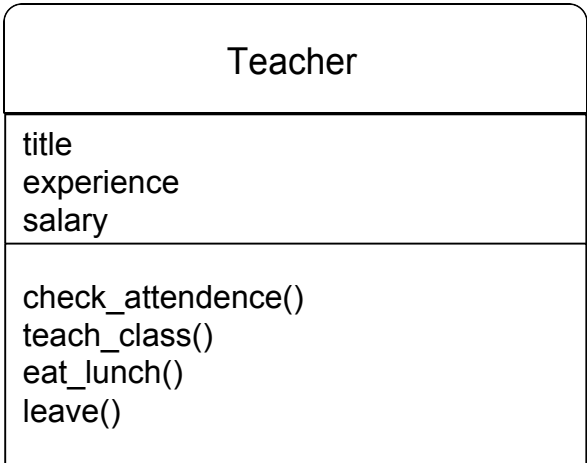 Teacher
title
experience
salary
check_attendence()
teach_class()
eat_lunch()
leave()